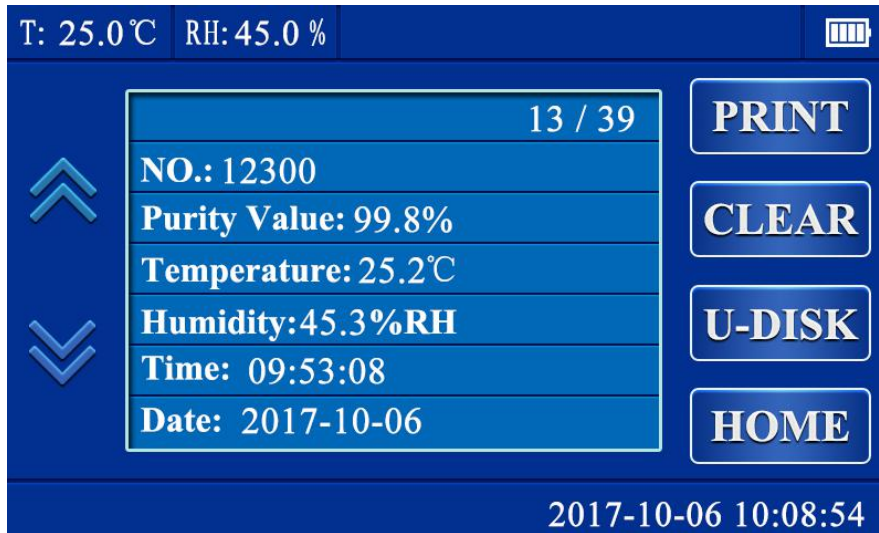 T: 25.0℃ RH: 45.0 %
13 / 39
NO.: 12300
Purity Value: 99.8%
Temperature: 25.2℃
Humidity:45.3%RH
Time: 09:53:08
Date: 2017-10-06
PRINT
CLEAR
U-DISK
HOME
2017-10-06 10:08:54